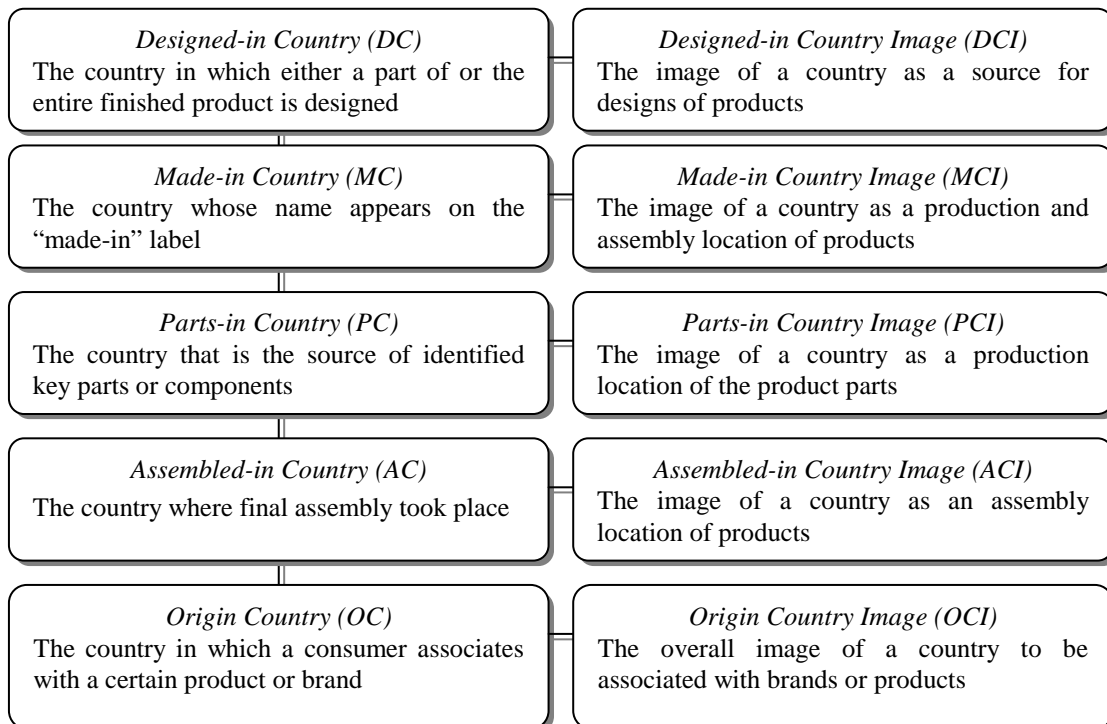 Designed-in Country (DC)
The country in which either a part of or the
entire finished product is designed
Designed-in Country Image (DCI)
The image of a country as a source for
designs of products
Made-in Country (MC)
The country whose name appears on the
“made-in” label
Made-in Country Image (MCI)
The image of a country as a production and
assembly location of products
Parts-in Country (PC)
The country that is the source of identified
key parts or components
Parts-in Country Image (PCI)
The image of a country as a production
location of the product parts
Assembled-in Country (AC)
The country where final assembly took place
Assembled-in Country Image (ACI)
The image of a country as an assembly
location of products
Origin Country (OC)
The country in which a consumer associates
with a certain product or brand
Origin Country Image (OCI)
The overall image of a country to be
associated with brands or products